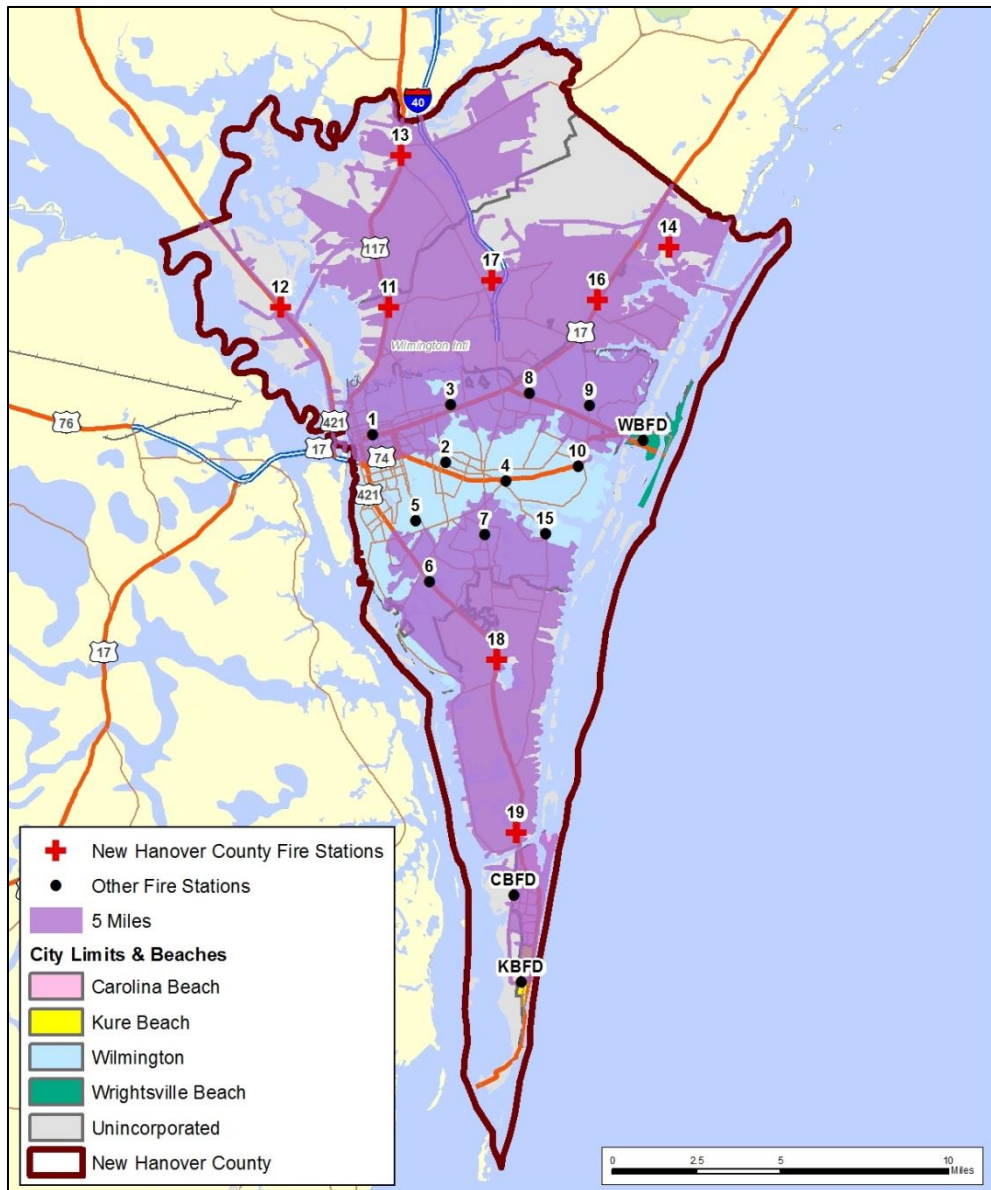 40
13
14
117
17
12
11
16
17
Wilmington Intl
3
8
9
1
421
WBFD
76
17
74
2
10
4
421
5
7
15
6
17
18
19
New Hanover County Fire Stations
Other Fire Stations
5 Miles
City Limits & Beaches
Carolina Beach
Kure Beach
Wilmington
Wrightsville Beach
Unincorporated
New Hanover County
CBFD
KBFD
0 2.5 5 10
Miles